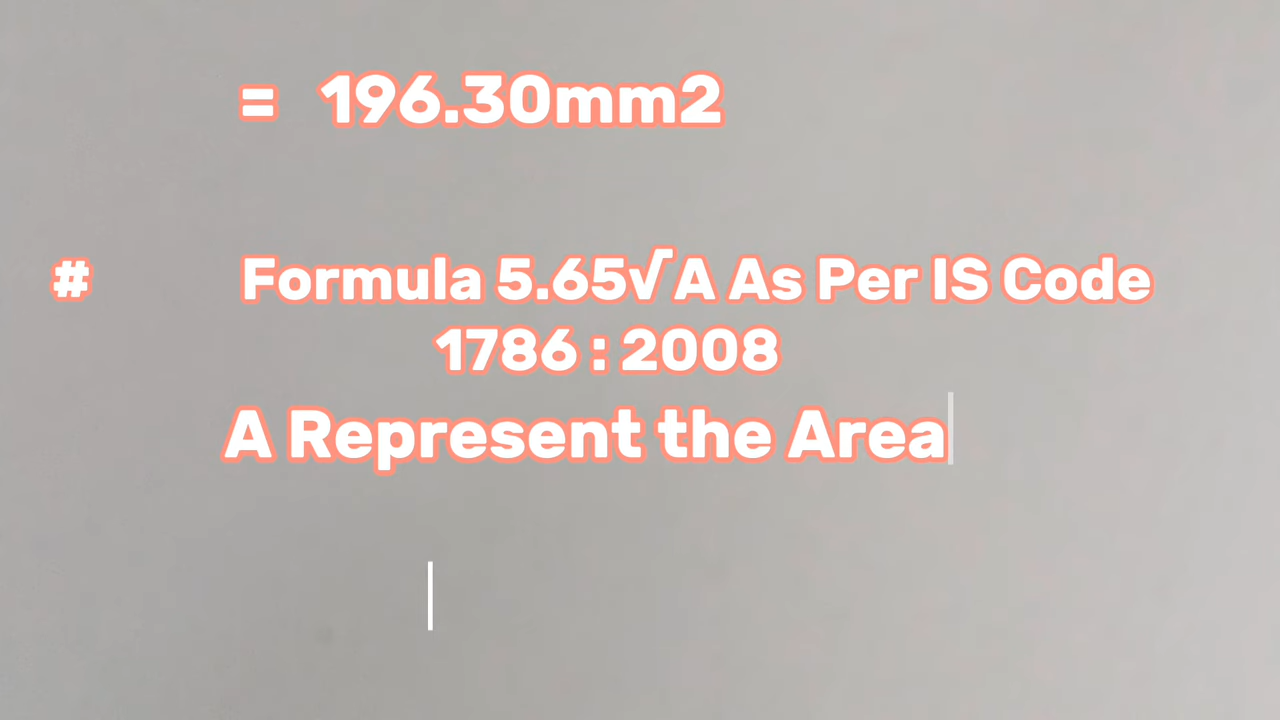 = 196.30mm2
# Formula 5.65√A As Per IS Code
1786 : 2008
A Represent the Area